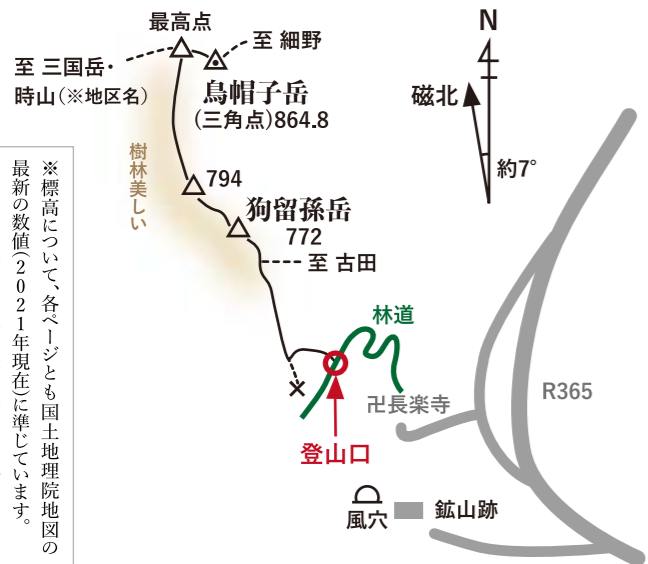 最高点
N
至 細野
至 三国岳・
時山(※地区名)
烏帽子岳
(三角点)864.8
磁北
約7°
樹林美しい
794
狗留孫岳
772
至 古田
林道
R365
卍長楽寺
登山口
風穴
鉱山跡
※標高について、各ページとも国土地理院地図の
最新の数値(2021年現在)に準じています。